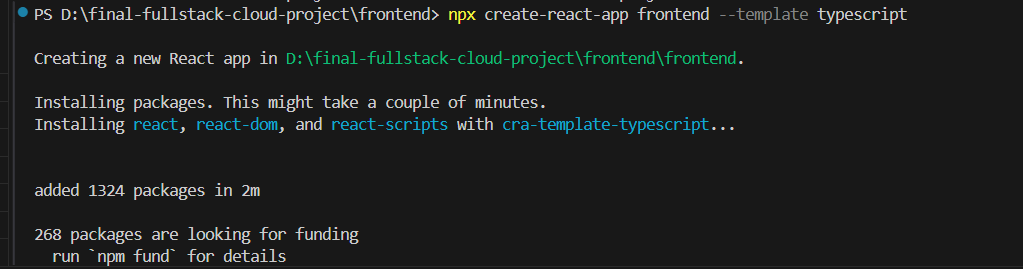 PS D:\final-fullstack-cloud-project\frontend> npx create-react-app frontend --template typescript
Creating a new React app in D:\final-fullstack-cloud-project\frontend\frontend.
Installing packages. This might take a couple of minutes.
Installing react, react-dom, and react-scripts with cra-template-typescript...
added 1324 packages in 2m
268 packages are looking for funding
  run `npm fund` for details